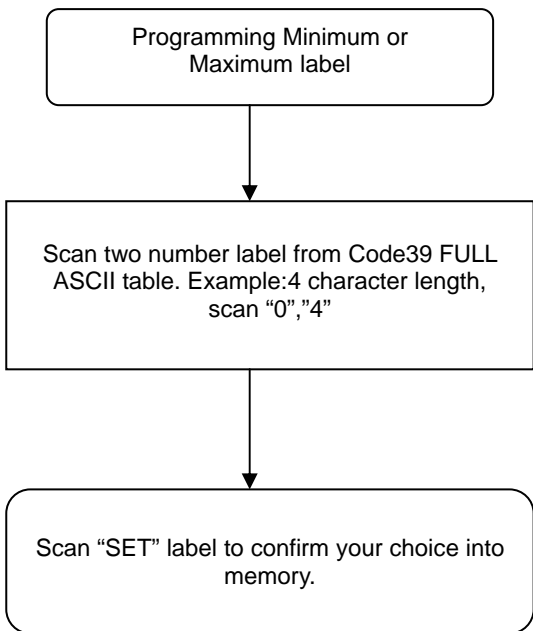 Programming Minimum or
Maximum label
Scan two number label from Code39 FULL
ASCII table. Example:4 character length,
scan “0”,”4”
Scan “SET” label to confirm your choice into
memory.